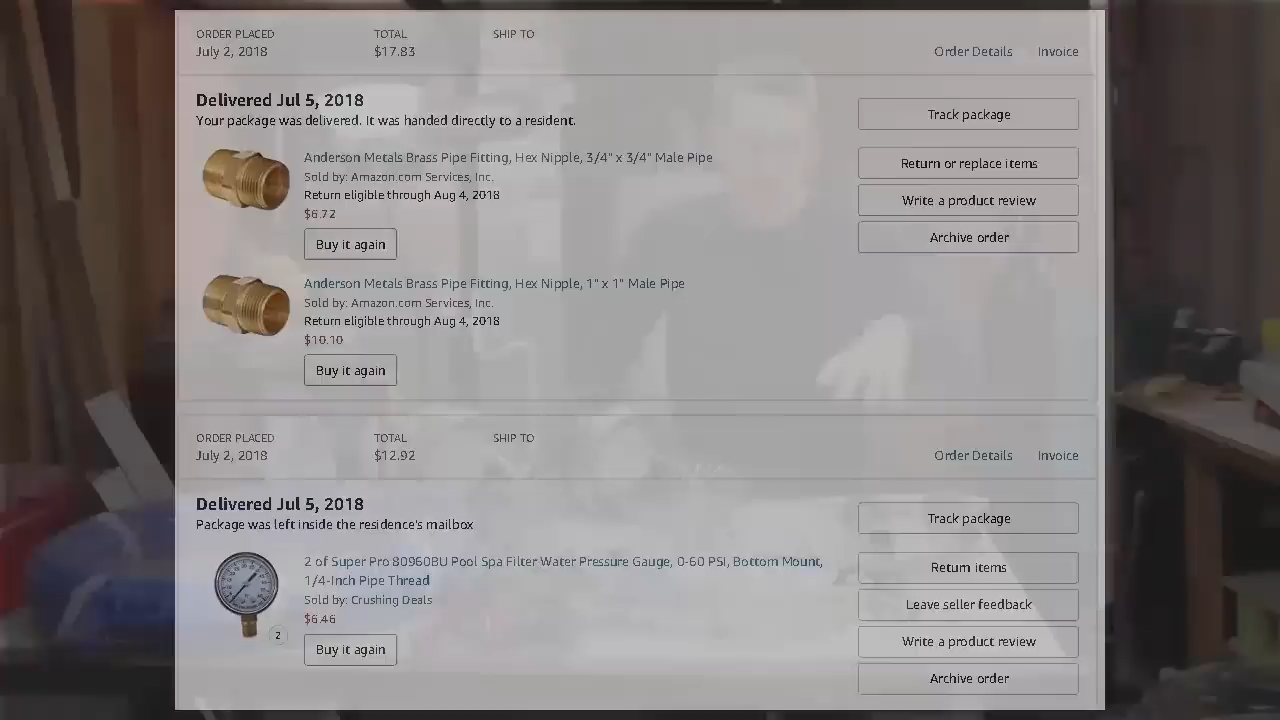 ORDER PLACED TOTAL SHIP TO
July 2, 2018 $17.83 Order Details Invoice
Delivered Jul 5, 2018
Your package was delivered. It was handed directly to a resident.
Track package
Anderson Metals Brass Pipe Fitting, Hex Nipple, 3/4" x 3/4" Male Pipe
Sold by: Amazon.com Services, Inc.
Return eligible through Aug 4, 2018
$6.72
Buy it again
Return or replace items
Write a product review
Archive order
Anderson Metals Brass Pipe Fitting, Hex Nipple, 1" x 1" Male Pipe
Sold by: Amazon.com Services, Inc.
Return eligible through Aug 4, 2018
$10.10
Buy it again
ORDER PLACED TOTAL SHIP TO
July 2, 2018 $12.92 Order Details Invoice
Delivered Jul 5, 2018
Package was left inside the residence's mailbox
Track package
2 of Super Pro 80960BU Pool Spa Filter Water Pressure Gauge, 0-60 PSI, Bottom Mount,
1/4-Inch Pipe Thread
Sold by: Crushing Deals
$6.46
2
Buy it again
Return items
Leave seller feedback
Write a product review
Archive order